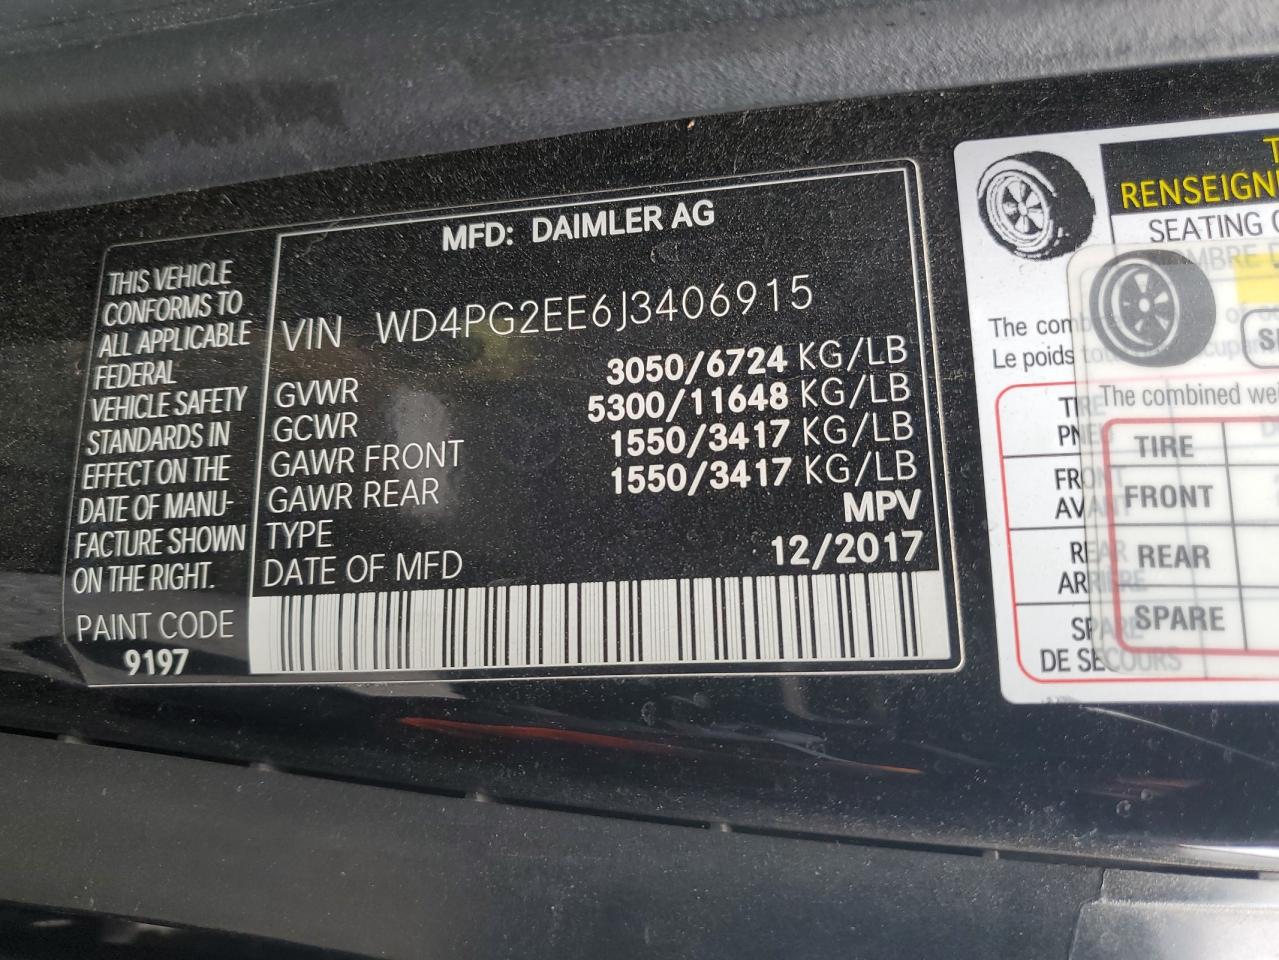 MFD: DAIMLER AG
THIS VEHICLE
CONFORMS TO
ALL APPLICABLE
FEDERAL
VEHICLE SAFETY
STANDARDS IN
EFFECT ON THE
DATE OF MANU-
FACTURE SHOWN
ON THE RIGHT.
PAINT CODE
9197
VIN WD4PG2EE6J3406915
GVWR 3050/6724 KG/LB
GCWR 5300/11648 KG/LB
GAWR FRONT 1550/3417 KG/LB
GAWR REAR 1550/3417 KG/LB
TYPE MPV
DATE OF MFD 12/2017
SEATING
The
Le poids
DE SECOURS
The combined
TIRE
FRONT
REAR
SPARE